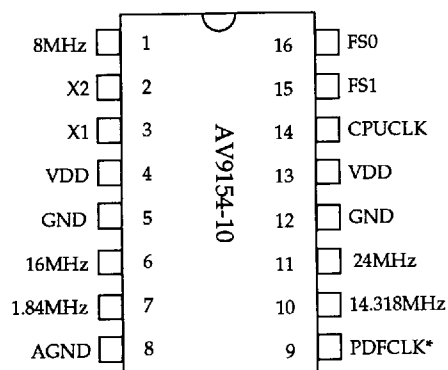 8MHz 1 16 FS0
X2 2 15 FS1
X1 3 14 CPUCLK
VDD 4 13 VDD
GND 5 12 GND
16MHz 6 11 24MHz
1.84MHz 7 10 14.318MHz
AGND 8 9 PDFCLK*
AV9154-10